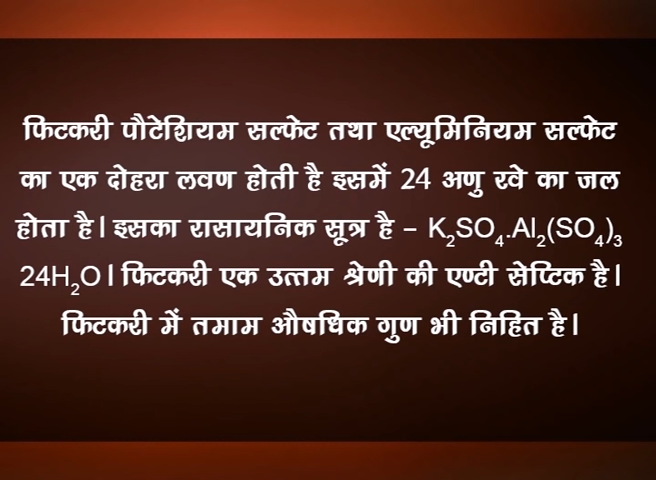 फिटकरी पौटेशियम सल्फेट तथा एल्यूमिनियम सल्फेट
का एक दोहरा लवण होती है इसमें 24 अणु रवे का जल
होता है। इसका रासायनिक सूत्र है – K₂SO₄.Al₂(SO₄)₃
24H₂O। फिटकरी एक उत्तम श्रेणी की एण्टी सेप्टिक है।
फिटकरी में तमाम औषधिक गुण भी निहित है।